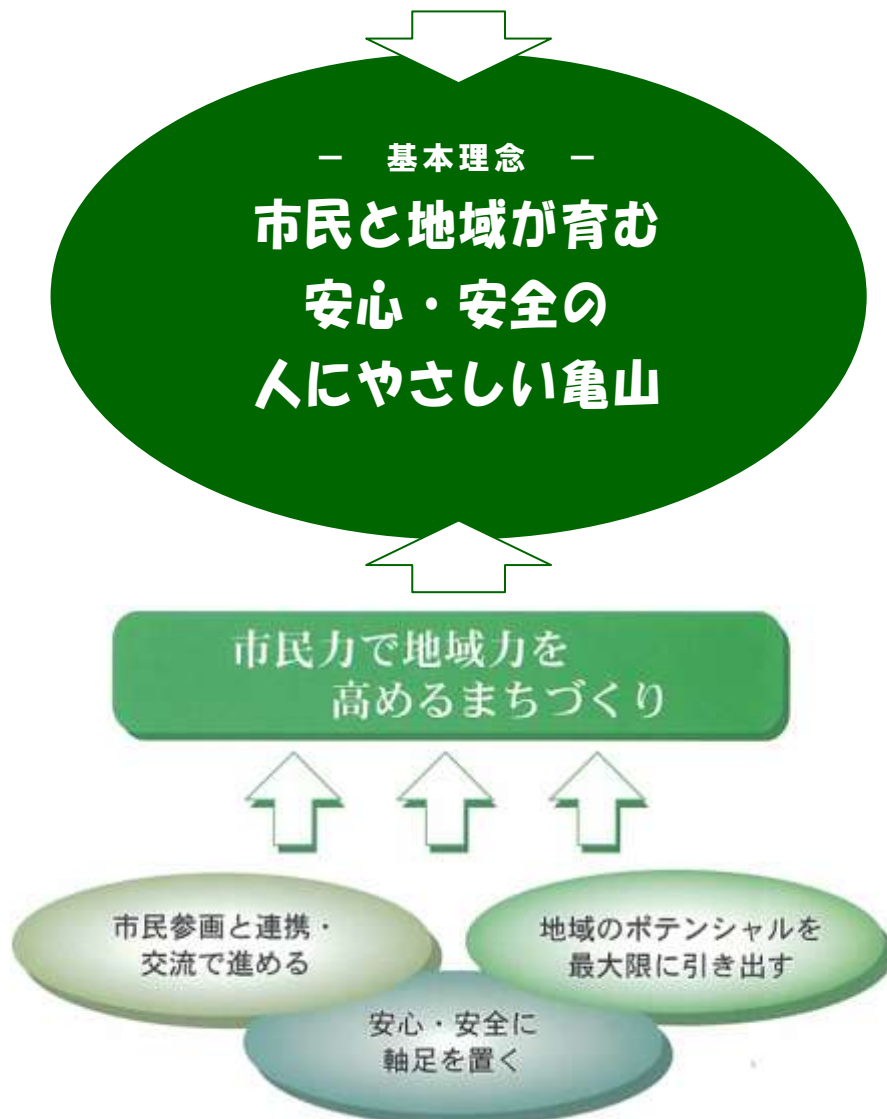 － 基本理念 －
市民と地域が育む
安心・安全の
人にやさしい亀山
市民力で地域力を
高めるまちづくり
市民参画と連携・
交流で進める
地域のポテンシャルを
最大限に引き出す
安心・安全に
軸足を置く